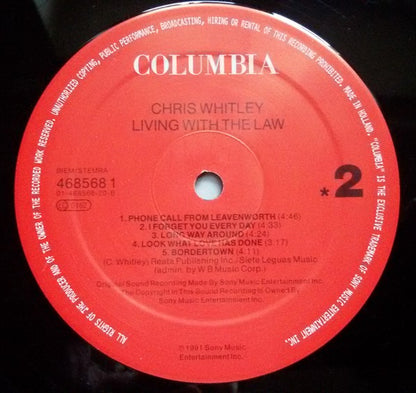 UNAUTHORIZED COPYING, PUBLIC PERFORMANCE, BROADCASTING, HIRING OR RENTAL OF THIS RECORDING PROHIBITED. MADE IN HOLLAND. "COLUMBIA" IS THE EXCLUSIVE TRADEMARK OF SONY MUSIC ENTERTAINMENT INC.
ALL RIGHTS OF THE PRODUCER AND OF THE OWNER OF THE RECORDED WORK RESERVED.
COLUMBIA
CHRIS WHITLEY
LIVING WITH THE LAW
BIEM/STEMRA
468568 1
01-468568-20-B
*2
1. PHONE CALL FROM LEAVENWORTH (4:46)
2. I FORGET YOU EVERY DAY (4:33)
3. LONG WAY AROUND (4:24)
4. LOOK WHAT LOVE HAS DONE (3:17)
5. BORDERTOWN (4:11)
(C. Whitley) Reata Publishing Inc./Siete Leguas Music
(admin. by W B Music Corp.)
Original Sound Recording Made By Sony Music Entertainment Inc.
The Copyright In This Sound Recording Is Owned By
Sony Music Entertainment Inc.
℗ 1991 Sony Music
Entertainment Inc.